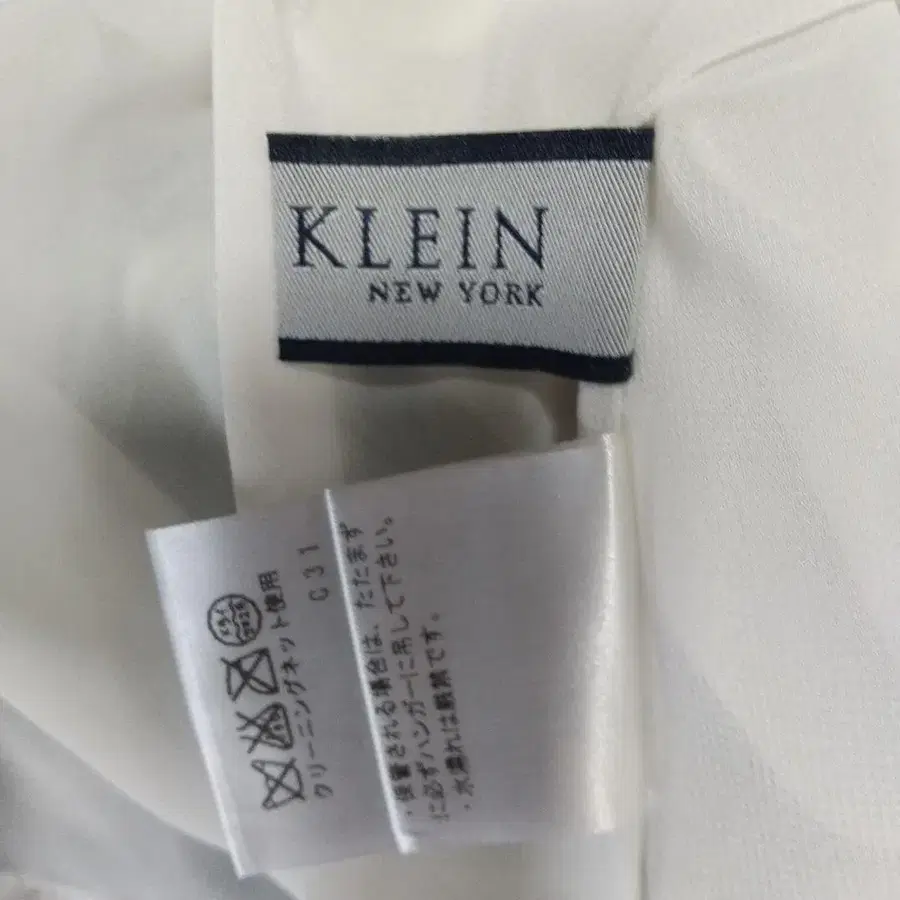 KLEIN
NEW YORK
クリーニングネット使用
C31
・保管される場合は、たたまず
に必ずハンガーに吊して下さい。
・水濡れは厳禁です。